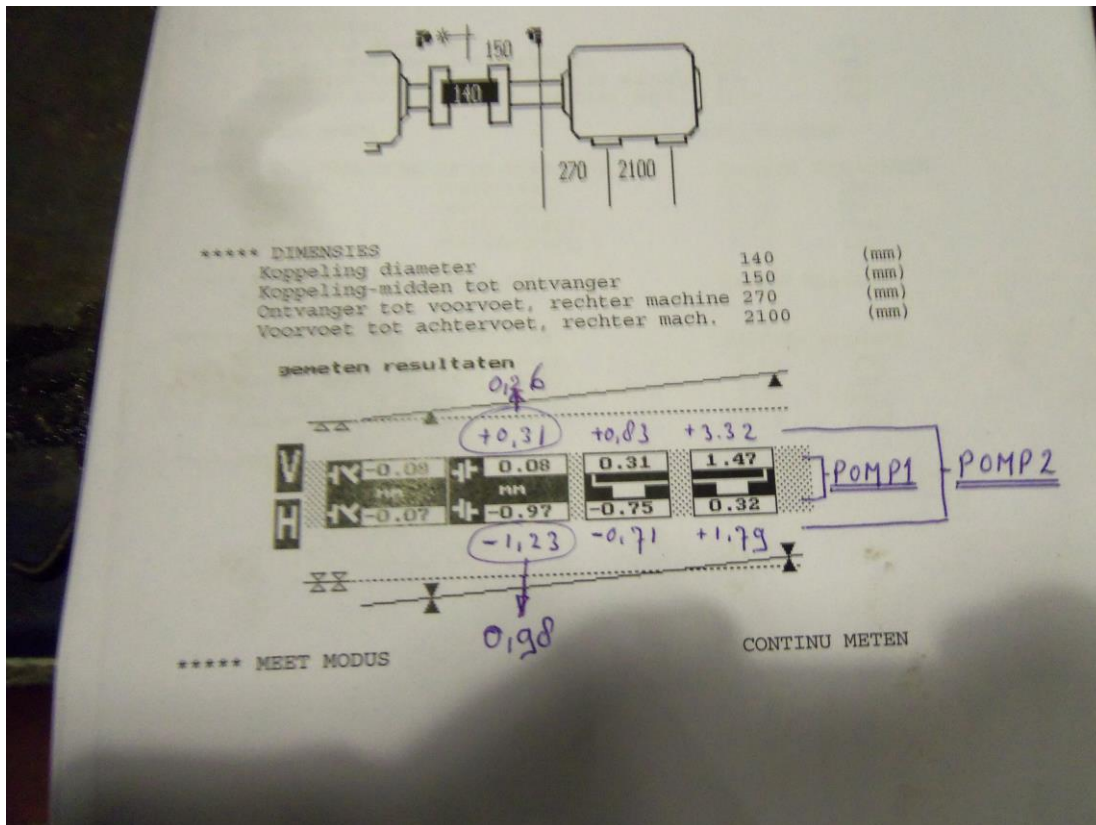 150
140
270 2100
***** DIMENSIES
Koppeling diameter 140 (mm)
Koppeling-midden tot ontvanger 150 (mm)
Ontvanger tot voorvoet, rechter machine 270 (mm)
Voorvoet tot achtervoet, rechter mach. 2100 (mm)
gemeten resultaten
0,26
+0,31 +0,83 +3.32
V -0.08 0.08 0.31 1.47
MM MM POMP1 POMP2
H -0.07 -0.97 -0.75 0.32
-1,23 -0,71 +1,79
0,98
***** MEET MODUS CONTINU METEN